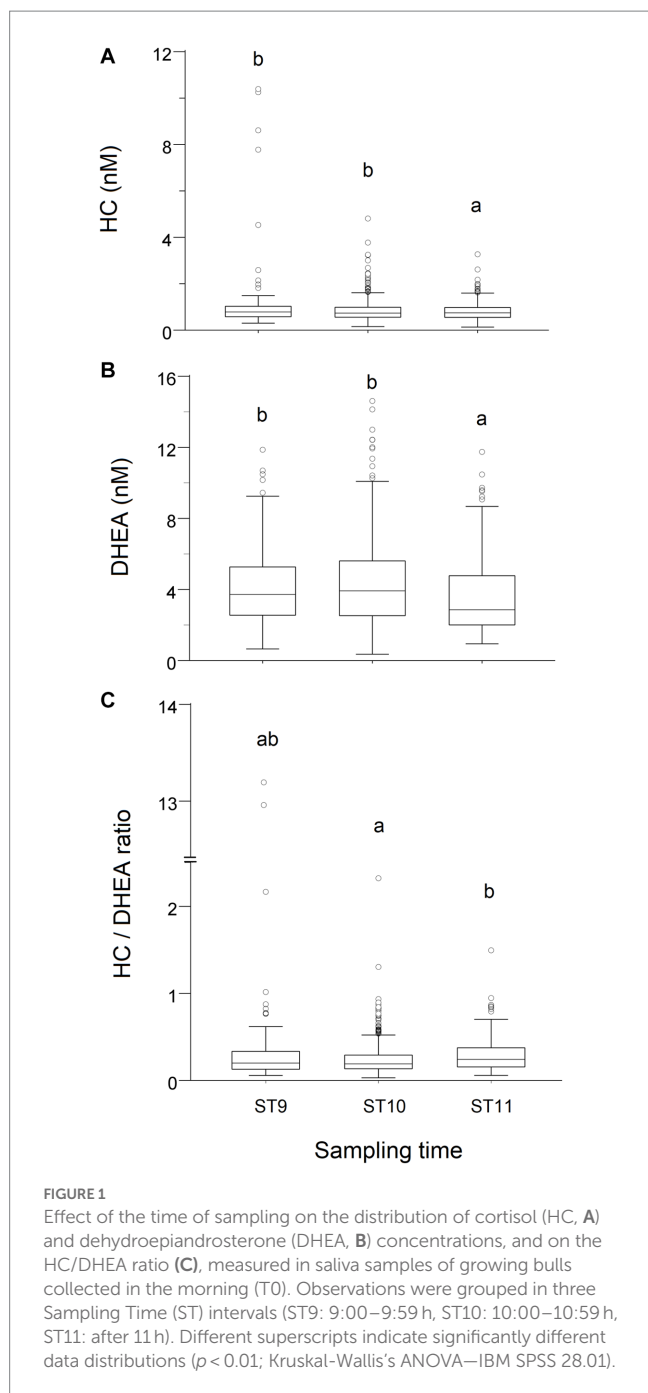 A
12
8
4
0
HC (nM)
b
b
a
B
16
12
8
4
0
DHEA (nM)
b
b
a
C
14
13
2
1
0
HC / DHEA ratio
ab
a
b
ST9 ST10 ST11
Sampling time
FIGURE 1
Effect of the time of sampling on the distribution of cortisol (HC, A)
and dehydroepiandrosterone (DHEA, B) concentrations, and on the
HC/DHEA ratio (C), measured in saliva samples of growing bulls
collected in the morning (T0). Observations were grouped in three
Sampling Time (ST) intervals (ST9: 9:00–9:59 h, ST10: 10:00–10:59 h,
ST11: after 11 h). Different superscripts indicate significantly different
data distributions (p < 0.01; Kruskal-Wallis's ANOVA—IBM SPSS 28.01).